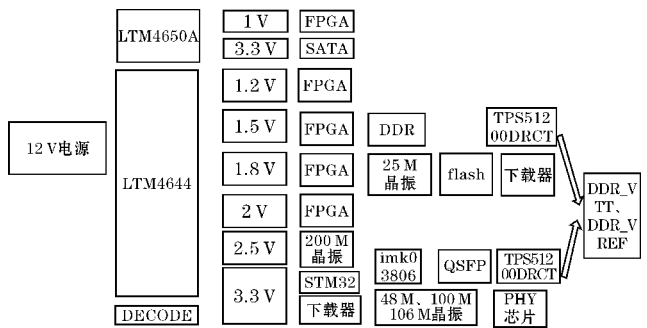 LTM4650A
1 V
FPGA
3.3 V
SATA
1.2 V
FPGA
12 V电源
LTM4644
1.5 V
FPGA
DDR
TPS512
00DRCT
1.8 V
FPGA
25 M
晶振
flash
下载器
DDR_V
TT、
DDR_V
REF
2 V
FPGA
2.5 V
200 M
晶振
imk0
3806
QSFP
TPS512
00DRCT
3.3 V
STM32
下载器
48 M、100 M
106 M晶振
PHY
芯片
DECODE